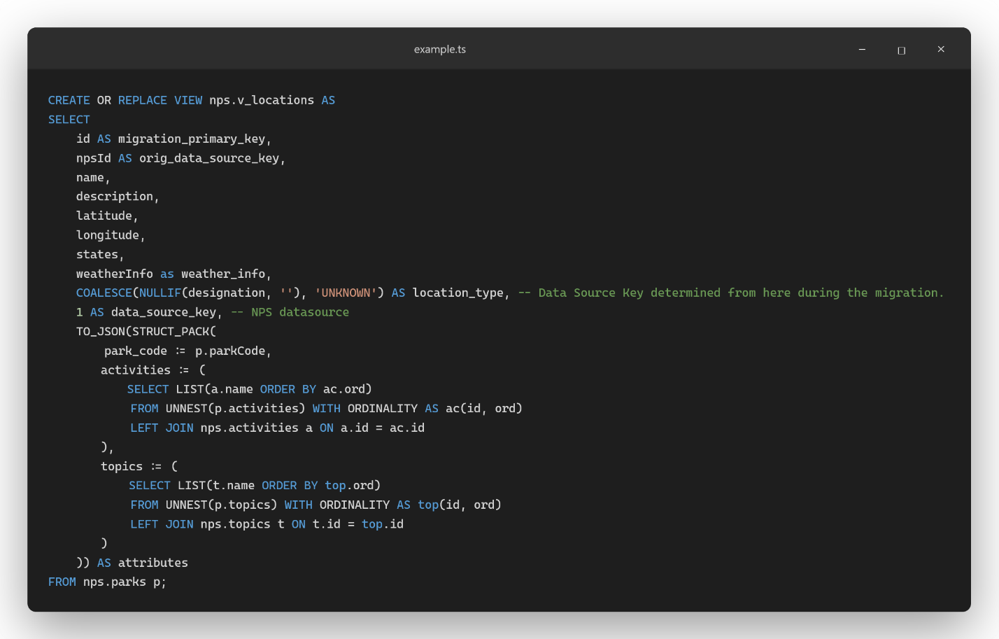 example.ts
CREATE OR REPLACE VIEW nps.v_locations AS
SELECT
    id AS migration_primary_key,
    npsId AS orig_data_source_key,
    name,
    description,
    latitude,
    longitude,
    states,
    weatherInfo as weather_info,
    COALESCE(NULLIF(designation, ''), 'UNKNOWN') AS location_type, -- Data Source Key determined from here during the migration.
    1 AS data_source_key, -- NPS datasource
    TO_JSON(STRUCT_PACK(
        park_code := p.parkCode,
        activities := (
            SELECT LIST(a.name ORDER BY ac.ord)
            FROM UNNEST(p.activities) WITH ORDINALITY AS ac(id, ord)
            LEFT JOIN nps.activities a ON a.id = ac.id
        ),
        topics := (
            SELECT LIST(t.name ORDER BY top.ord)
            FROM UNNEST(p.topics) WITH ORDINALITY AS top(id, ord)
            LEFT JOIN nps.topics t ON t.id = top.id
        )
    )) AS attributes
FROM nps.parks p;